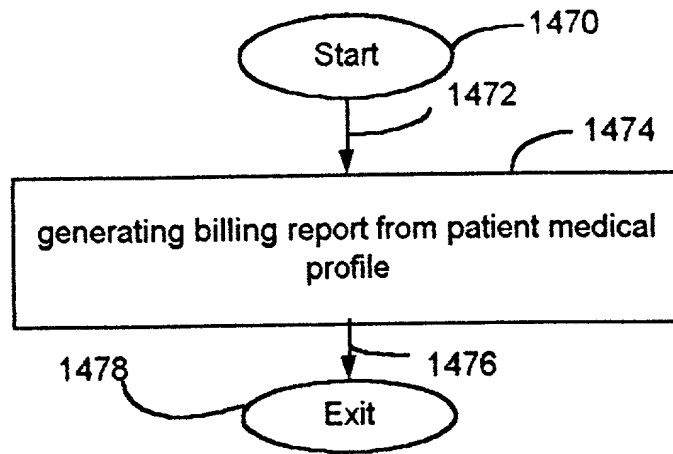 1470
Start
1472
1474
generating billing report from patient medical
profile
1478
1476
Exit